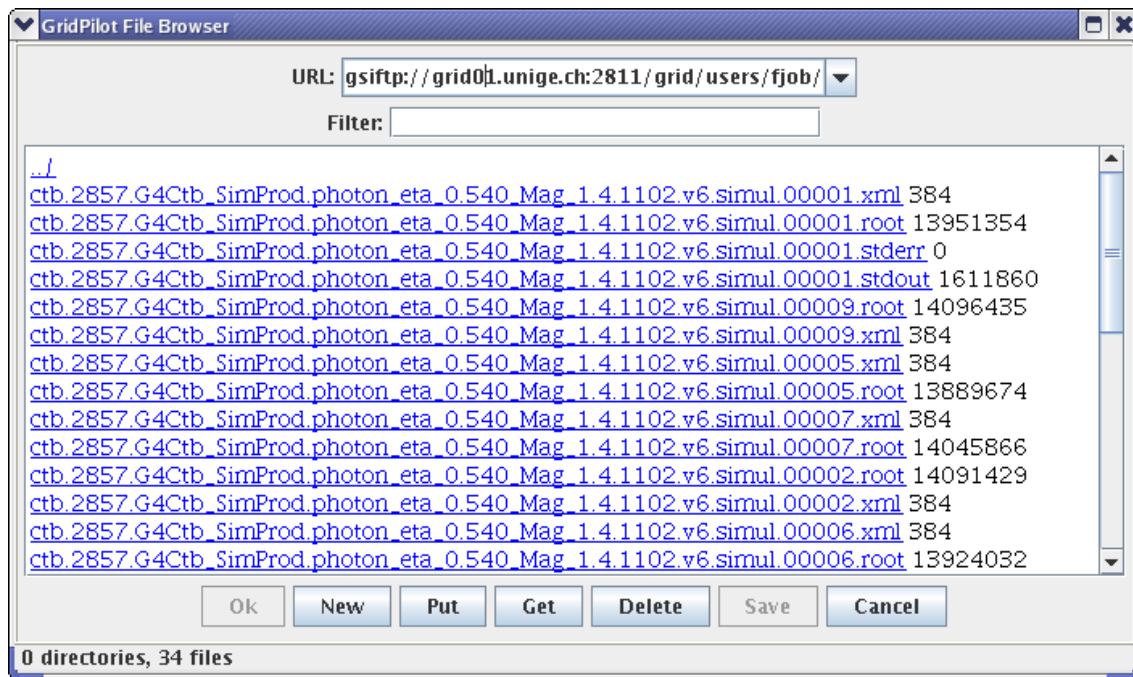 GridPilot File Browser
URL: gsiftp://grid01.unige.ch:2811/grid/users/fjob/
Filter:
../
ctb.2857.G4Ctb_SimProd.photon_eta_0.540_Mag_1.4.1102.v6.simul.00001.xml 384
ctb.2857.G4Ctb_SimProd.photon_eta_0.540_Mag_1.4.1102.v6.simul.00001.root 13951354
ctb.2857.G4Ctb_SimProd.photon_eta_0.540_Mag_1.4.1102.v6.simul.00001.stderr 0
ctb.2857.G4Ctb_SimProd.photon_eta_0.540_Mag_1.4.1102.v6.simul.00001.stdout 1611860
ctb.2857.G4Ctb_SimProd.photon_eta_0.540_Mag_1.4.1102.v6.simul.00009.root 14096435
ctb.2857.G4Ctb_SimProd.photon_eta_0.540_Mag_1.4.1102.v6.simul.00009.xml 384
ctb.2857.G4Ctb_SimProd.photon_eta_0.540_Mag_1.4.1102.v6.simul.00005.xml 384
ctb.2857.G4Ctb_SimProd.photon_eta_0.540_Mag_1.4.1102.v6.simul.00005.root 13889674
ctb.2857.G4Ctb_SimProd.photon_eta_0.540_Mag_1.4.1102.v6.simul.00007.xml 384
ctb.2857.G4Ctb_SimProd.photon_eta_0.540_Mag_1.4.1102.v6.simul.00007.root 14045866
ctb.2857.G4Ctb_SimProd.photon_eta_0.540_Mag_1.4.1102.v6.simul.00002.root 14091429
ctb.2857.G4Ctb_SimProd.photon_eta_0.540_Mag_1.4.1102.v6.simul.00002.xml 384
ctb.2857.G4Ctb_SimProd.photon_eta_0.540_Mag_1.4.1102.v6.simul.00006.xml 384
ctb.2857.G4Ctb_SimProd.photon_eta_0.540_Mag_1.4.1102.v6.simul.00006.root 13924032
Ok New Put Get Delete Save Cancel
0 directories, 34 files